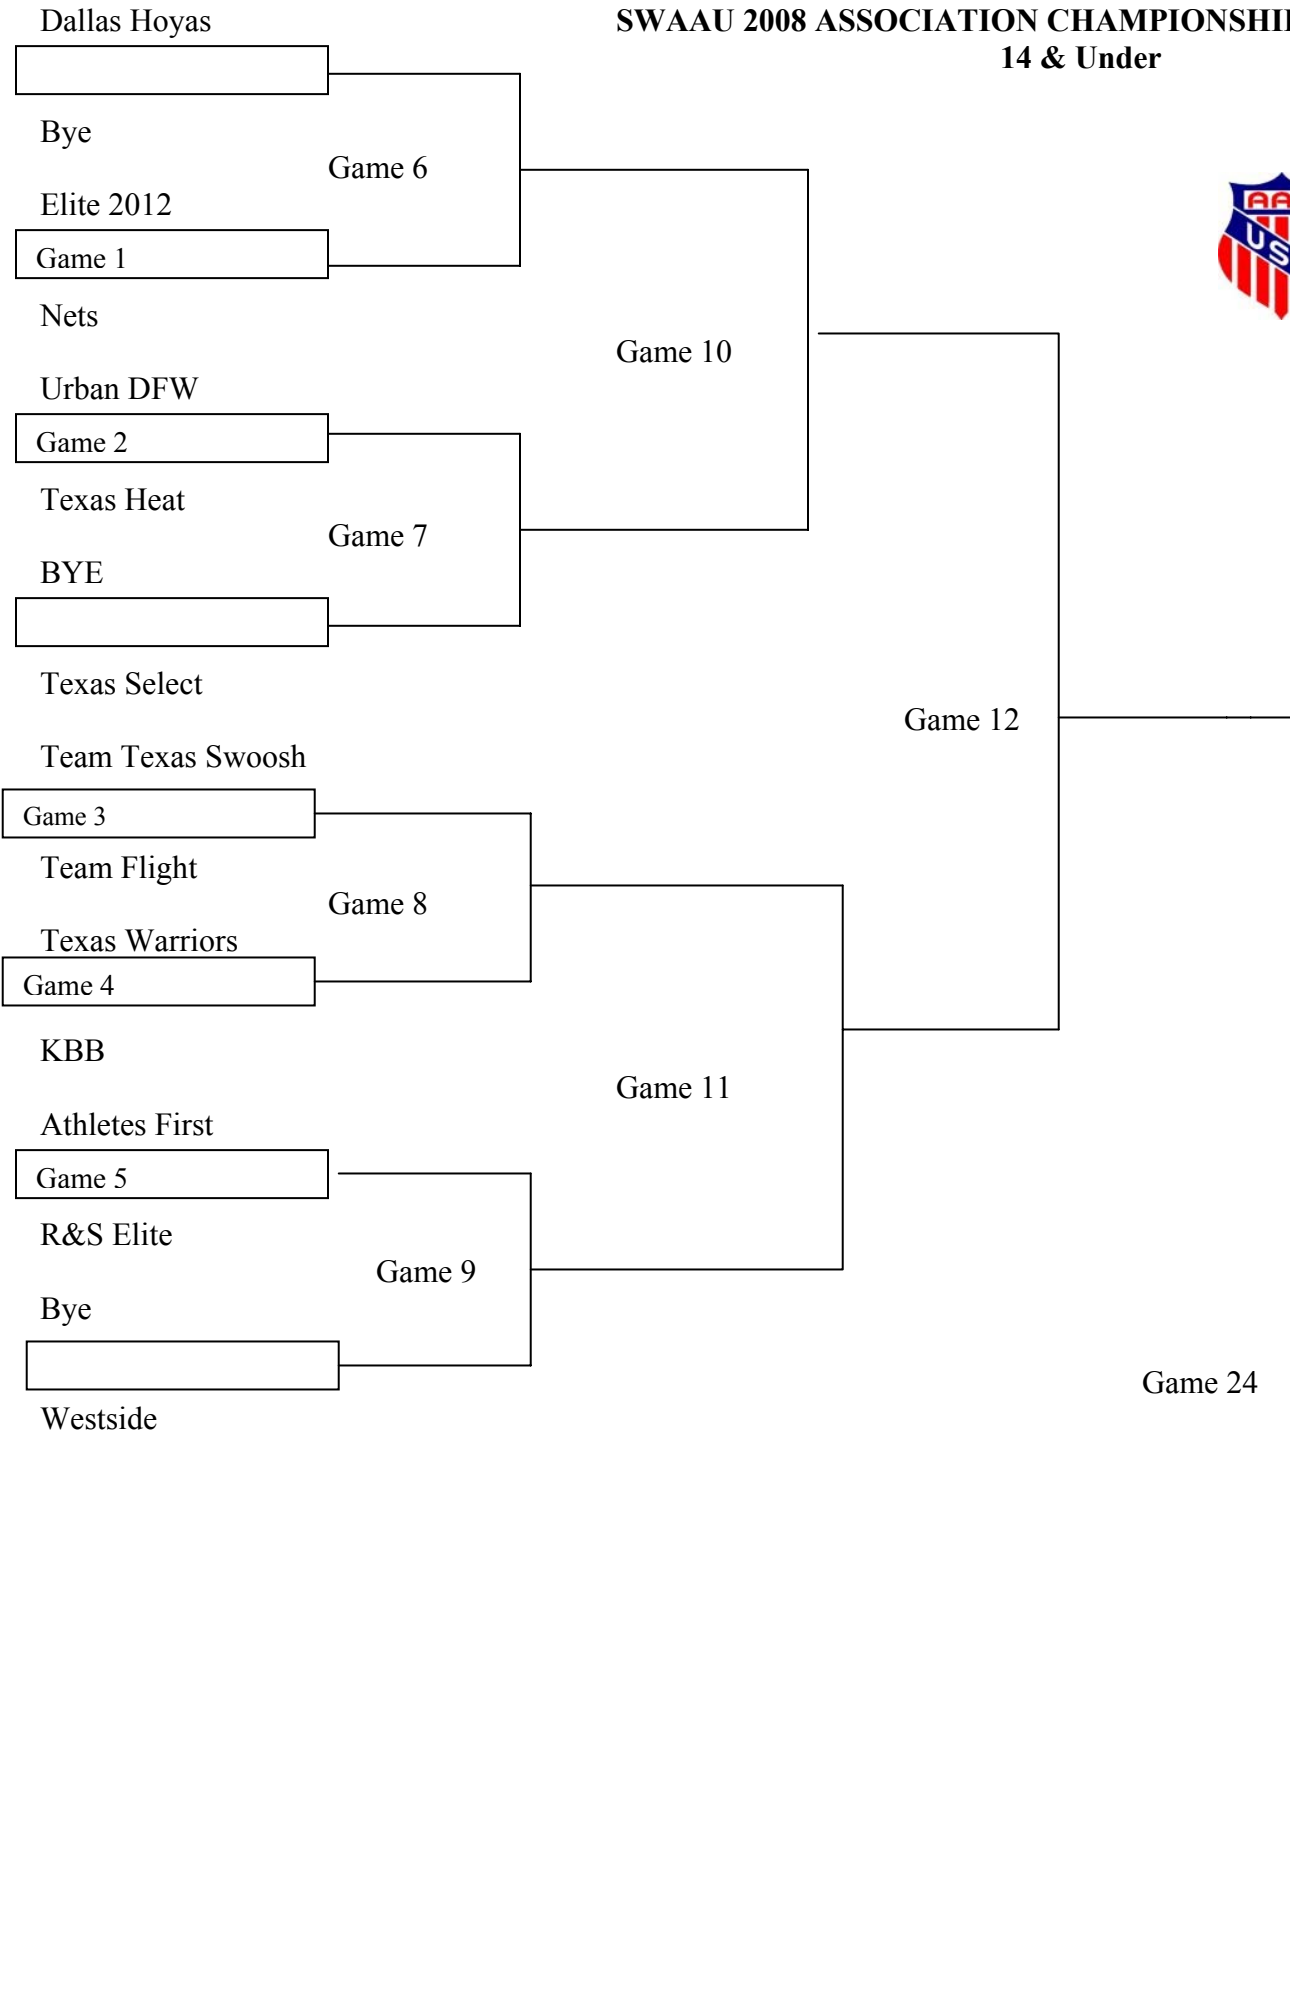 Dallas Hoyas
SWAAU 2008 ASSOCIATION CHAMPIONSHI
14 & Under
Bye
Game 6
Elite 2012
Game 1
Nets
Game 10
Urban DFW
Game 2
Texas Heat
Game 7
BYE
Texas Select
Game 12
Team Texas Swoosh
Game 3
Team Flight
Game 8
Texas Warriors
Game 4
KBB
Game 11
Athletes First
Game 5
R&S Elite
Game 9
Bye
Game 24
Westside
AA
US